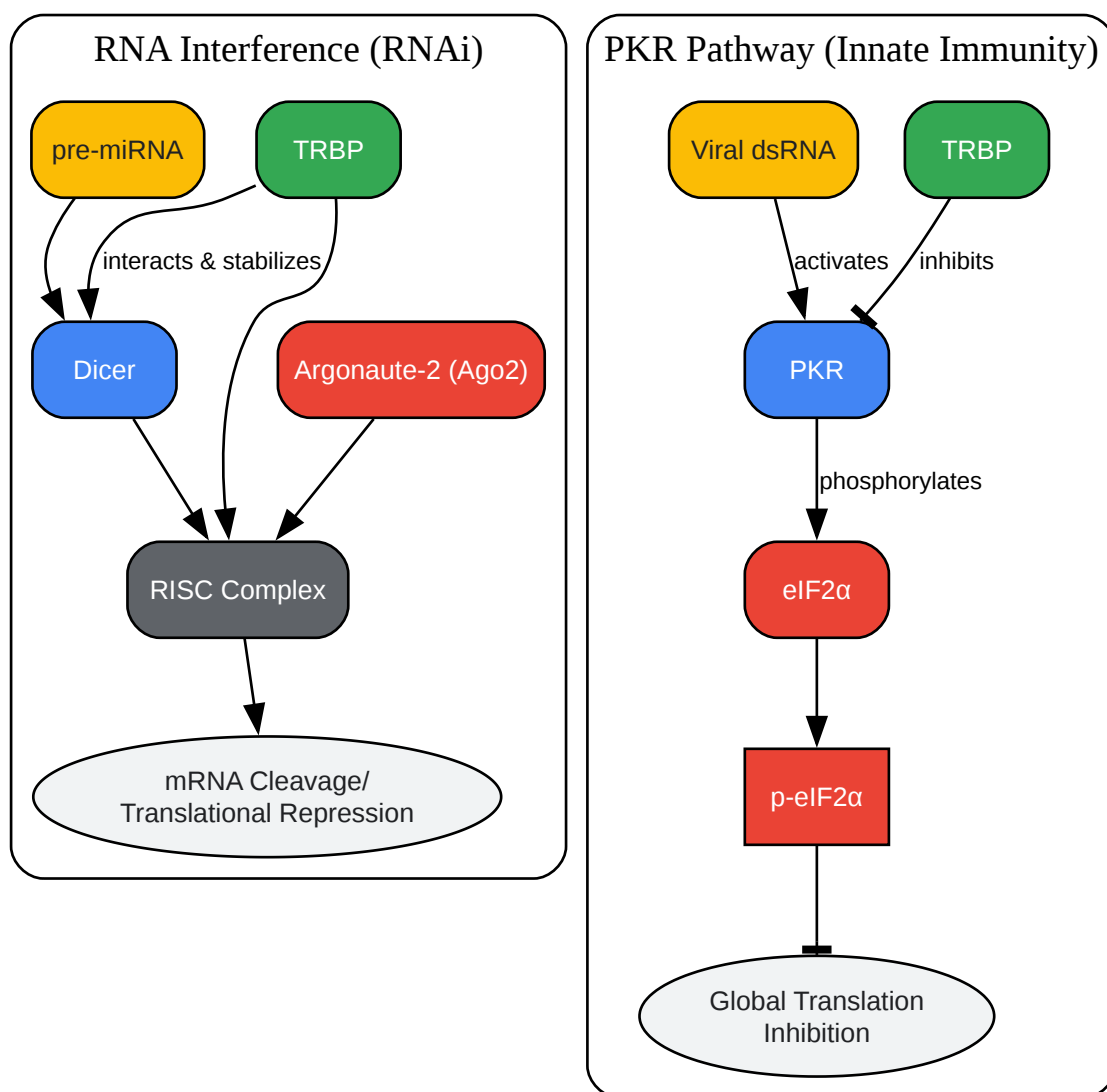 RNA Interference (RNAi)
pre-miRNA
TRBP
interacts & stabilizes
Dicer
Argonaute-2 (Ago2)
RISC Complex
mRNA Cleavage/
Translational Repression
PKR Pathway (Innate Immunity)
Viral dsRNA
TRBP
activates
inhibits
PKR
phosphorylates
eIF2α
p-eIF2α
Global Translation
Inhibition